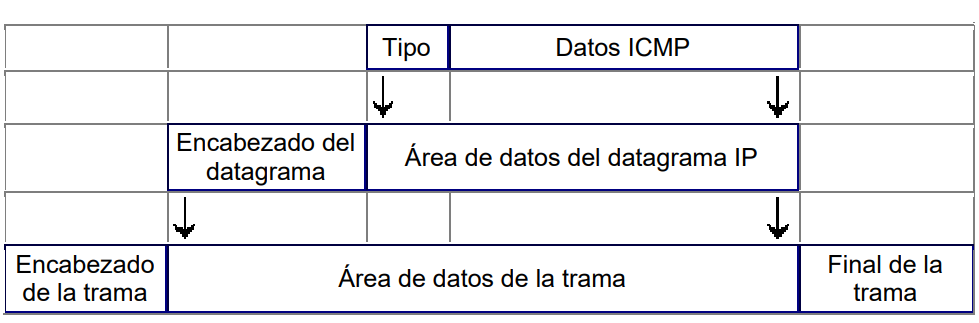 Tipo
Datos ICMP
Encabezado del
datagrama
Área de datos del datagrama IP
Encabezado
de la trama
Área de datos de la trama
Final de la
trama